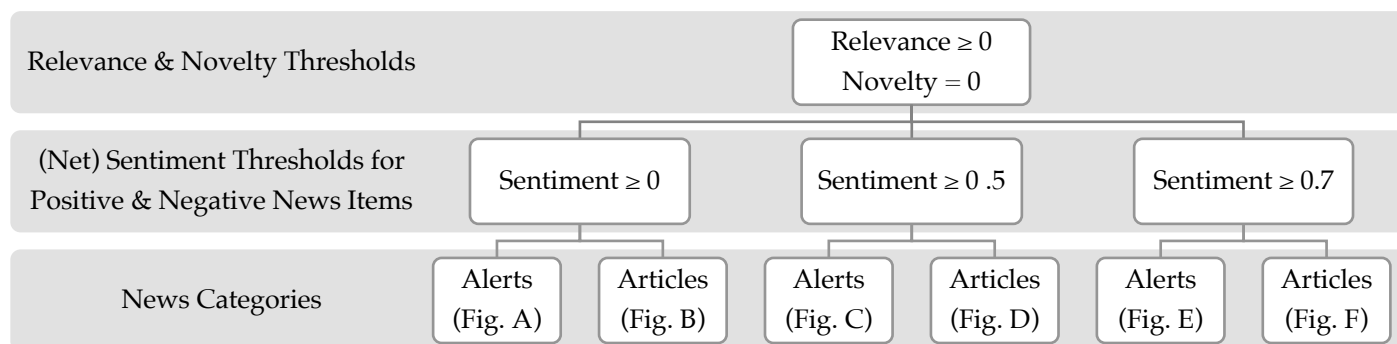 Relevance & Novelty Thresholds
Relevance ≥ 0
Novelty = 0
(Net) Sentiment Thresholds for
Positive & Negative News Items
Sentiment ≥ 0
Sentiment ≥ 0 .5
Sentiment ≥ 0.7
News Categories
Alerts
(Fig. A)
Articles
(Fig. B)
Alerts
(Fig. C)
Articles
(Fig. D)
Alerts
(Fig. E)
Articles
(Fig. F)